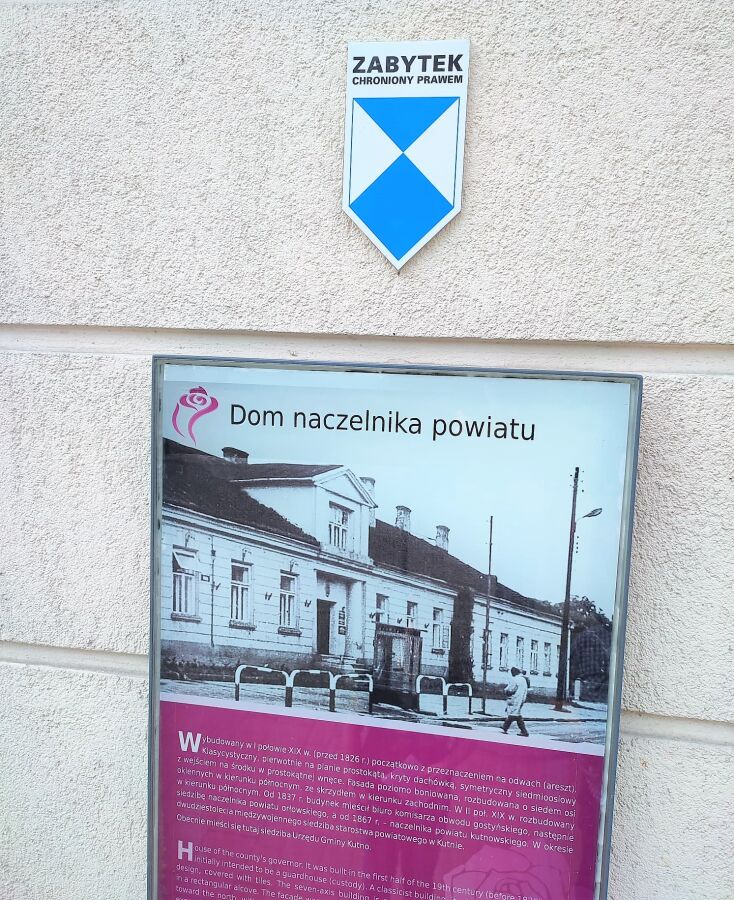 ZABYTEK
CHRONIONY PRAWEM
Dom naczelnika powiatu
Wybudowany w I połowie XIX w. (przed 1826 r.) początkowo z przeznaczeniem na odwach (areszt).
Klasycystyczny, pierwotnie na planie prostokąta, kryty dachówką, symetryczny siedmioosiowy
z wejściem na środku w prostokątnej wnęce. Fasada poziomo boniowana, rozbudowana o siedem osi
okiennych w kierunku północnym, ze skrzydłem w kierunku zachodnim. W II poł. XIX w. rozbudowany
w kierunku północnym. Od 1837 r. budynek mieścił biuro komisarza obwodu gostyńskiego, następnie
siedzibę naczelnika powiatu orłowskiego, a od 1867 r. – naczelnika powiatu kutnowskiego. W okresie
dwudziestolecia międzywojennego siedziba starostwa powiatowego w Kutnie.
Obecnie mieści się tutaj siedziba Urzędu Gminy Kutno.
House of the county's governor. It was built in the first half of the 19th century (before
initially intended to be a guardhouse (custody). A classicist building
design, covered with tiles. The seven-axis building
in a rectangular alcove. The facade
toward the north,